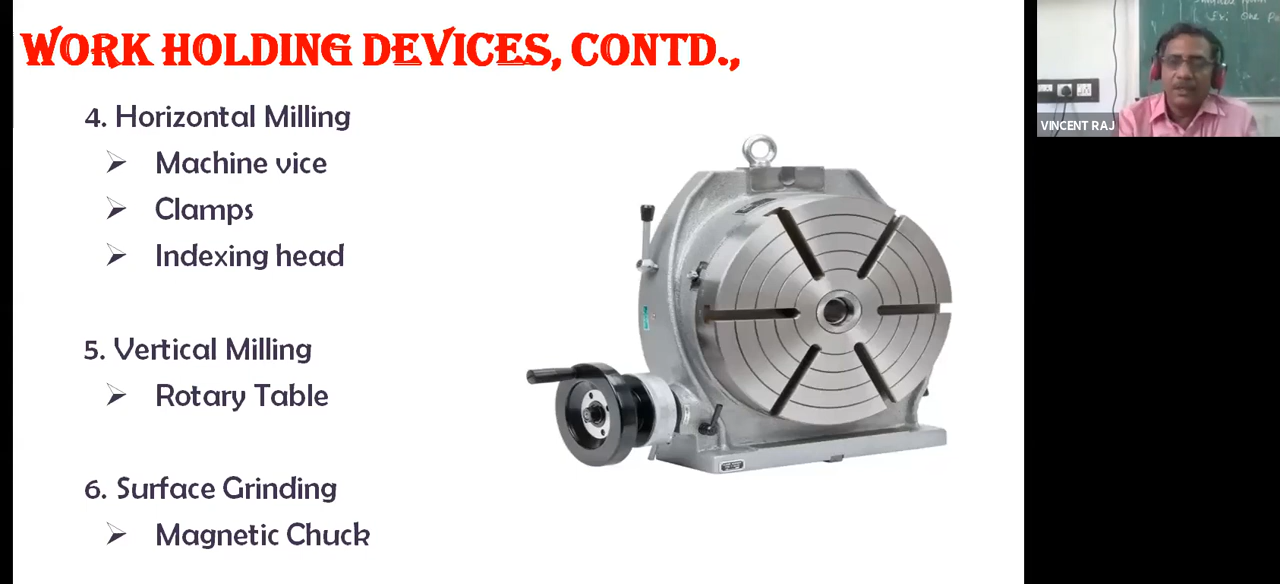 WORK HOLDING DEVICES, CONTD.,
4. Horizontal Milling
➢ Machine vice
➢ Clamps
➢ Indexing head
5. Vertical Milling
➢ Rotary Table
6. Surface Grinding
➢ Magnetic Chuck
VINCENT RAJ